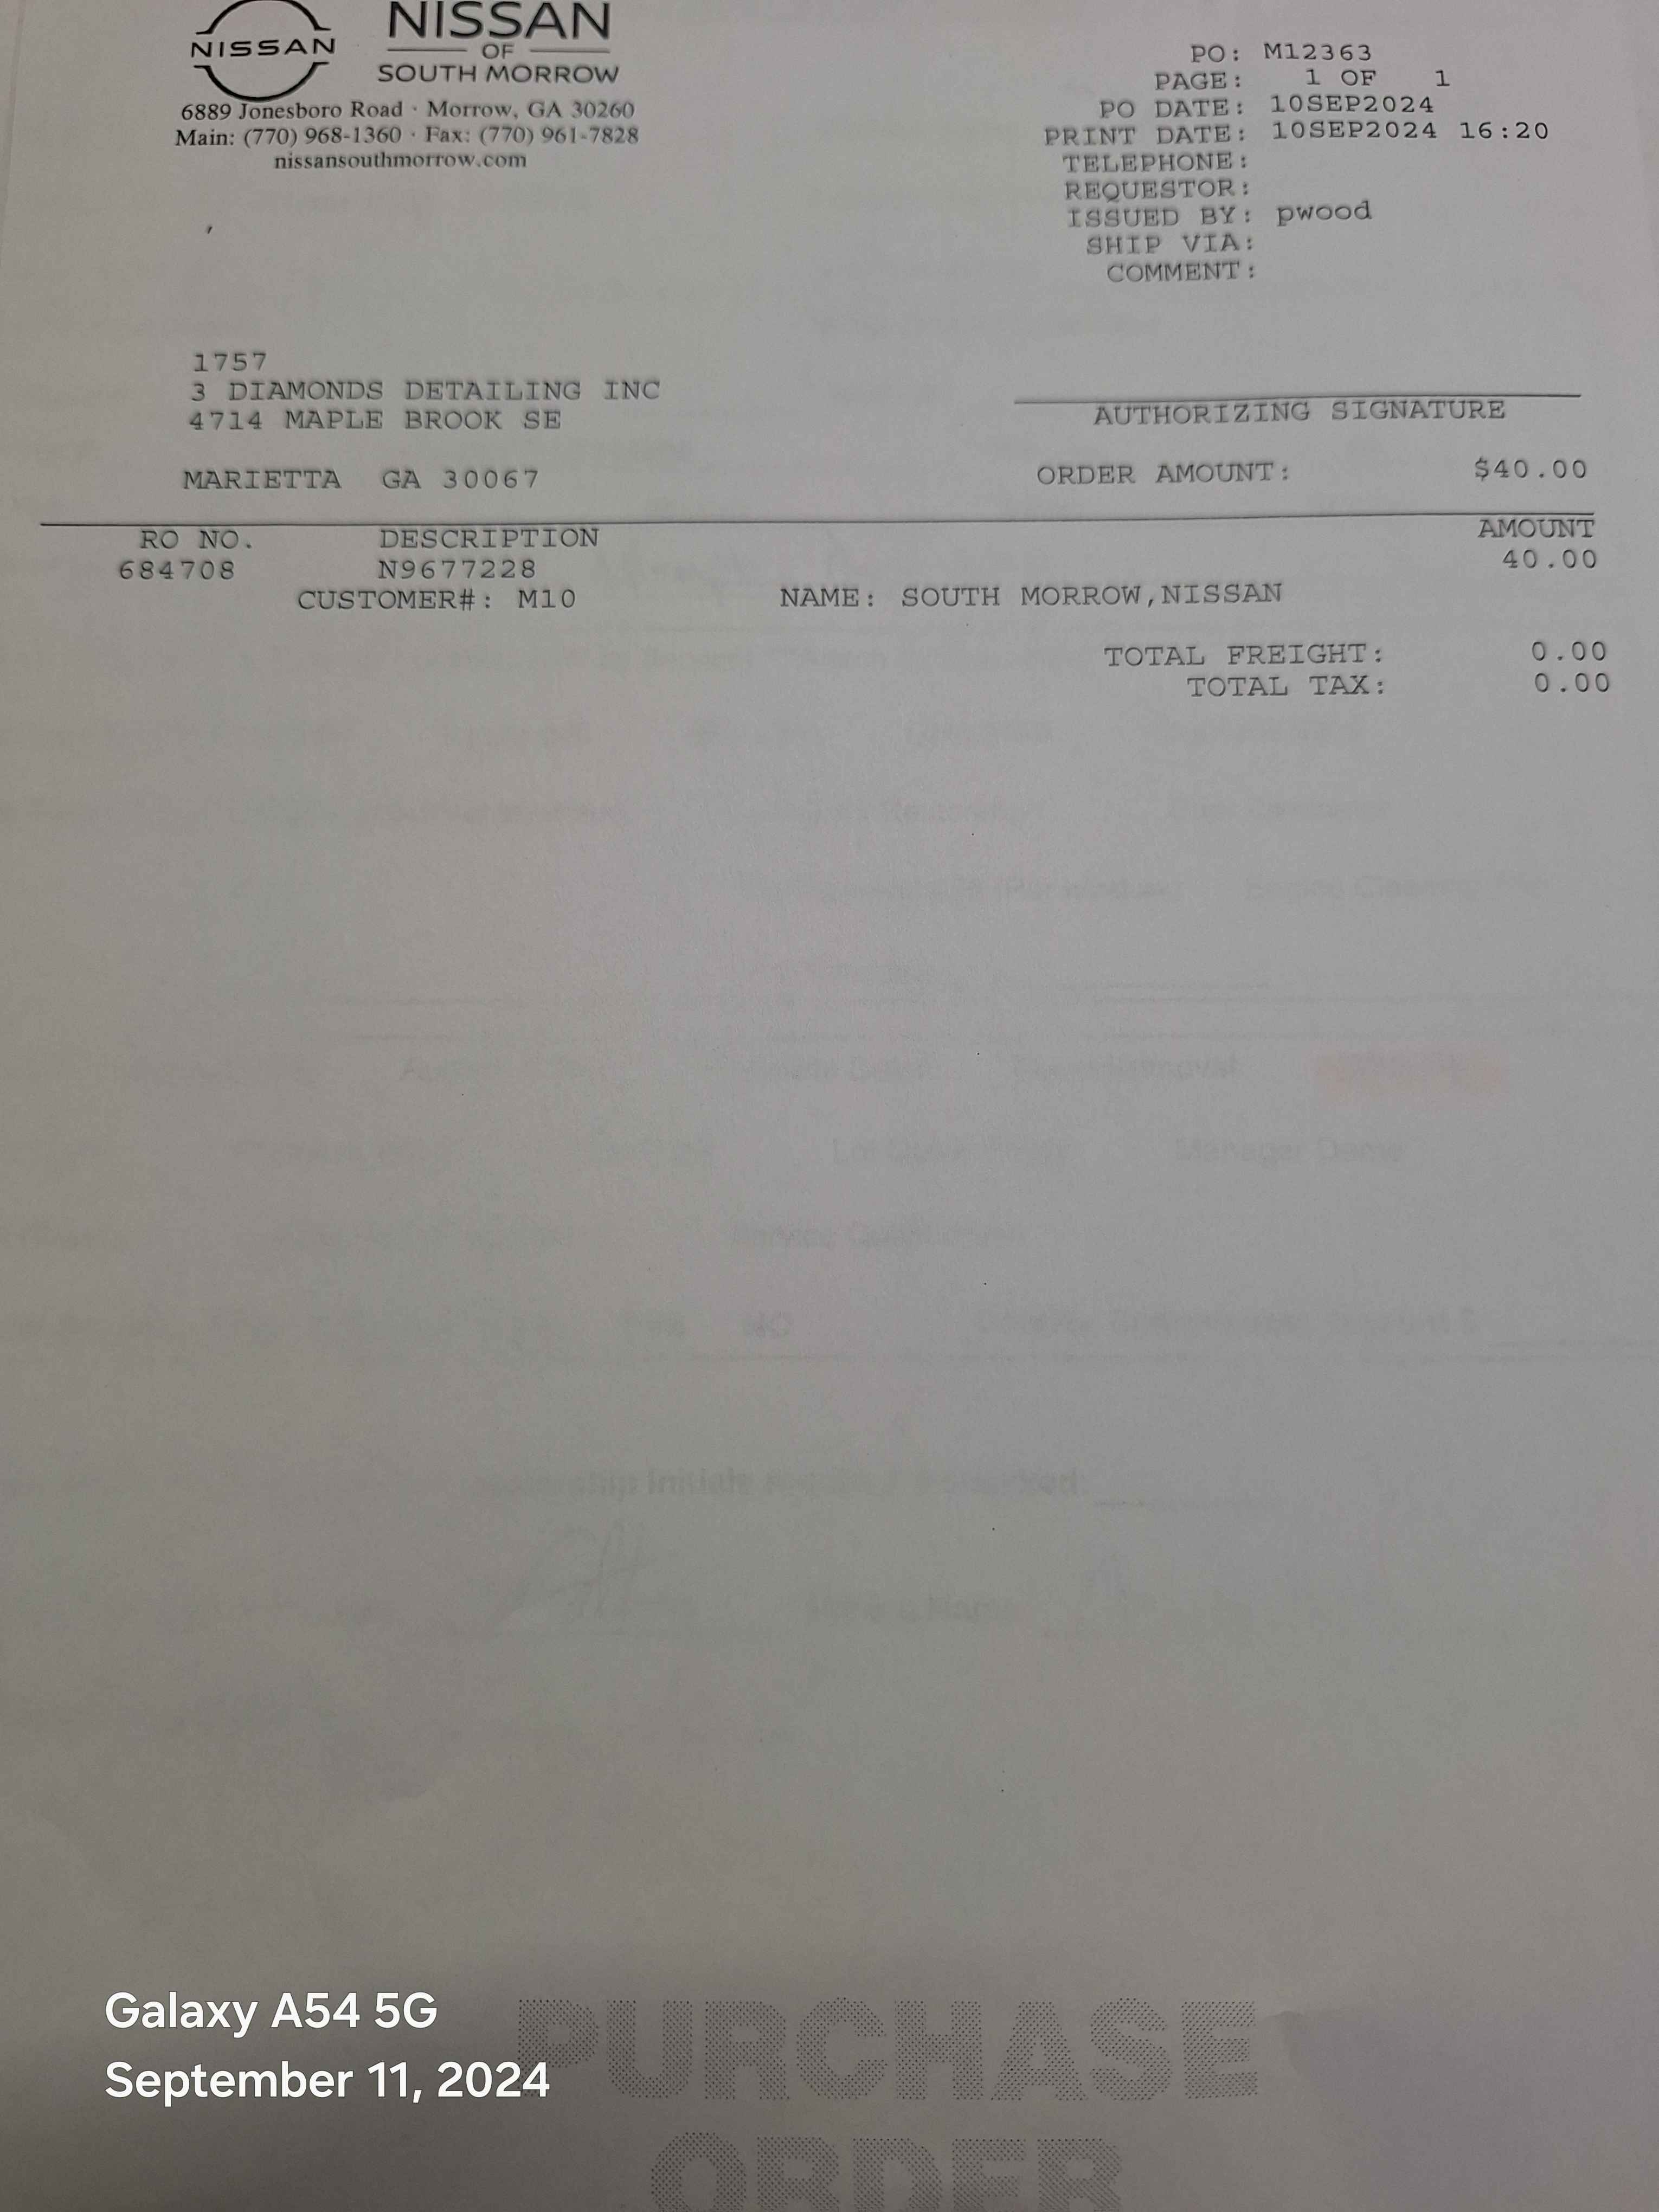 NISSAN
NISSAN
OF
SOUTH MORROW
6889 Jonesboro Road · Morrow, GA 30260
Main: (770) 968-1360 · Fax: (770) 961-7828
nissansouthmorrow.com
PO: M12363
PAGE: 1 OF 1
PO DATE: 10SEP2024
PRINT DATE: 10SEP2024 16:20
TELEPHONE:
REQUESTOR:
ISSUED BY: pwood
SHIP VIA:
COMMENT:
1757
3 DIAMONDS DETAILING INC
4714 MAPLE BROOK SE
MARIETTA GA 30067
AUTHORIZING SIGNATURE
ORDER AMOUNT: $40.00
RO NO. DESCRIPTION AMOUNT
684708 N9677228 40.00
CUSTOMER#: M10 NAME: SOUTH MORROW,NISSAN
TOTAL FREIGHT: 0.00
TOTAL TAX: 0.00
PURCHASE
ORDER
Galaxy A54 5G
September 11, 2024